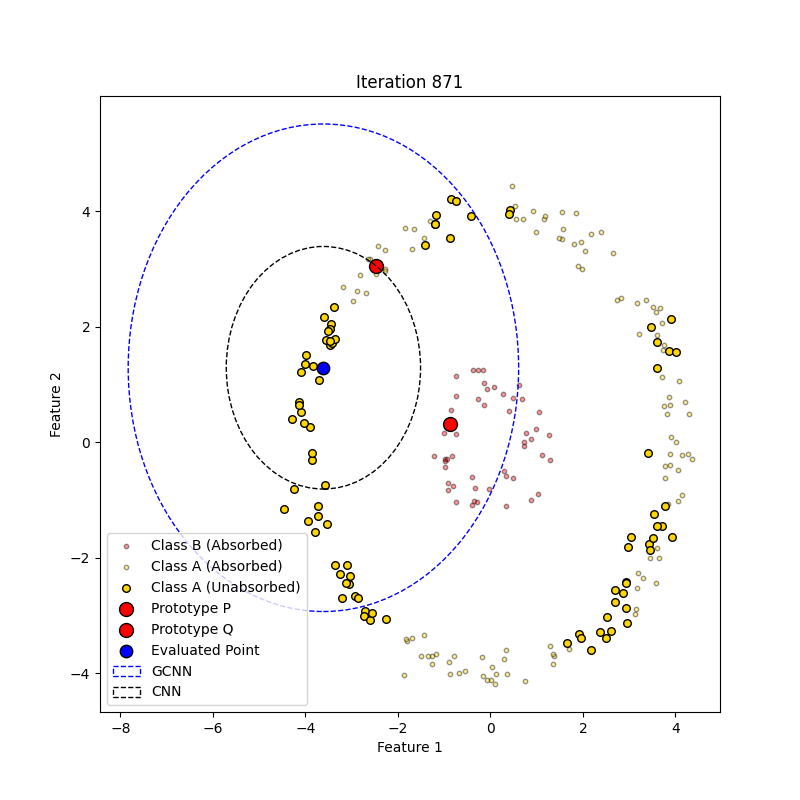 Iteration 871
Feature 2
4
2
0
−2
−4
Class B (Absorbed)
Class A (Absorbed)
Class A (Unabsorbed)
Prototype P
Prototype Q
Evaluated Point
GCNN
CNN
−8 −6 −4 −2 0 2 4
Feature 1